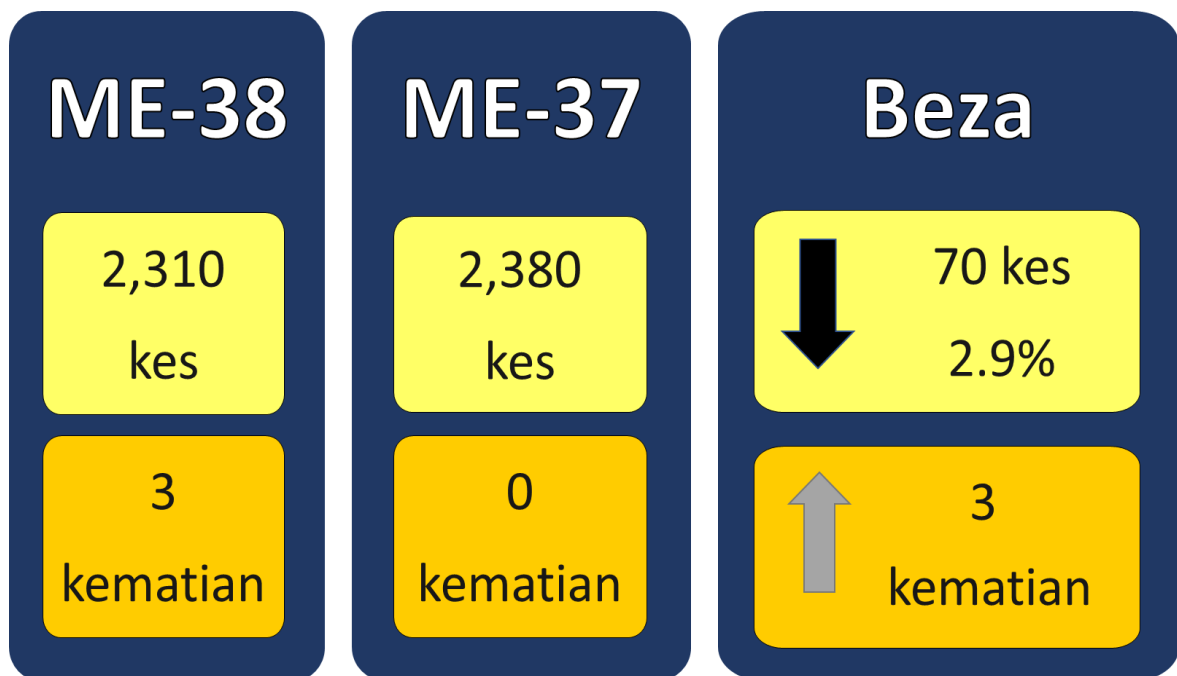 ME-38
2,310
kes
3
kematian
ME-37
2,380
kes
0
kematian
Beza
70 kes
2.9%
3
kematian